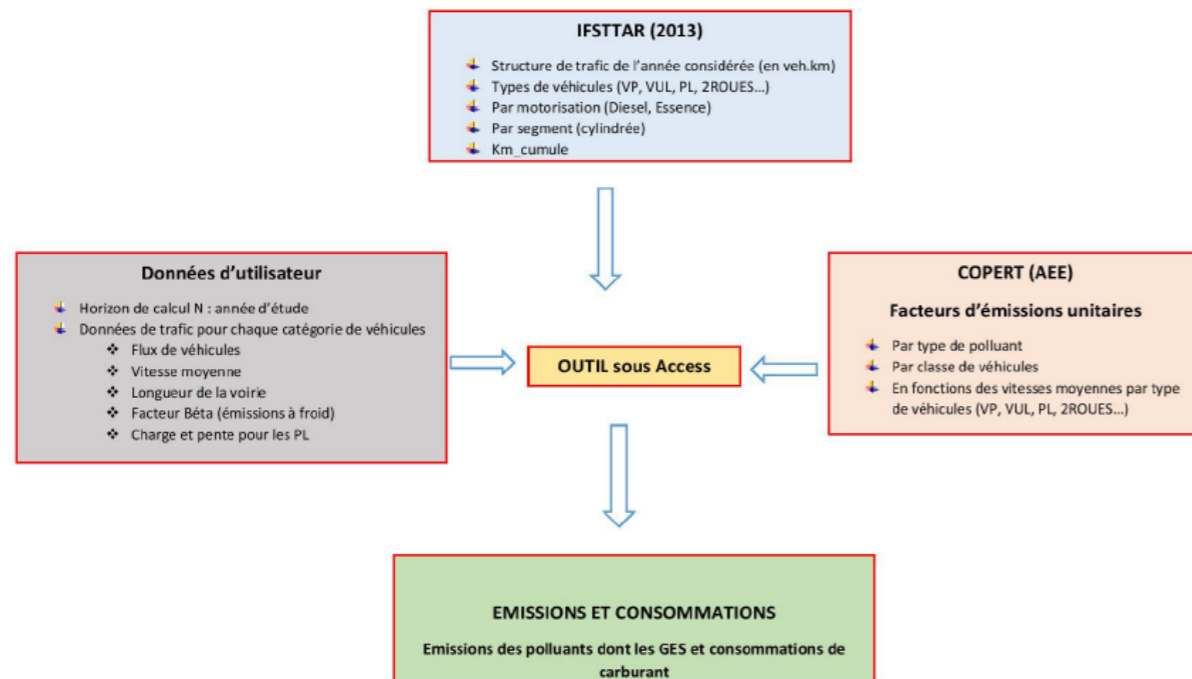 IFSTTAR (2013)
Structure de trafic de l'année considérée (en veh.km)
Types de véhicules (VP, VUL, PL, 2ROUES...)
Par motorisation (Diesel, Essence)
Par segment (cylindrée)
Km_cumule
Données d'utilisateur
Horizon de calcul N : année d'étude
Données de trafic pour chaque catégorie de véhicules
Flux de véhicules
Vitesse moyenne
Longueur de la voirie
Facteur Béta (émissions à froid)
Charge et pente pour les PL
OUTIL sous Access
COPERT (AEE)
Facteurs d'émissions unitaires
Par type de polluant
Par classe de véhicules
En fonctions des vitesses moyennes par type
de véhicules (VP, VUL, PL, 2ROUES...)
EMISSIONS ET CONSOMMATIONS
Emissions des polluants dont les GES et consommations de
carburant